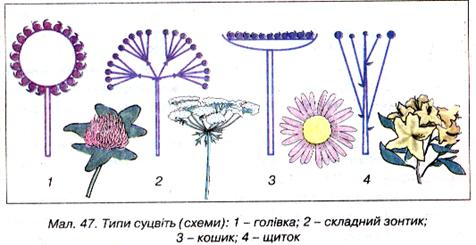 1 2 3 4
Мал. 47. Типи суцвіть (схеми): 1 – голівка; 2 – складний зонтик;
3 – кошик; 4 – щиток